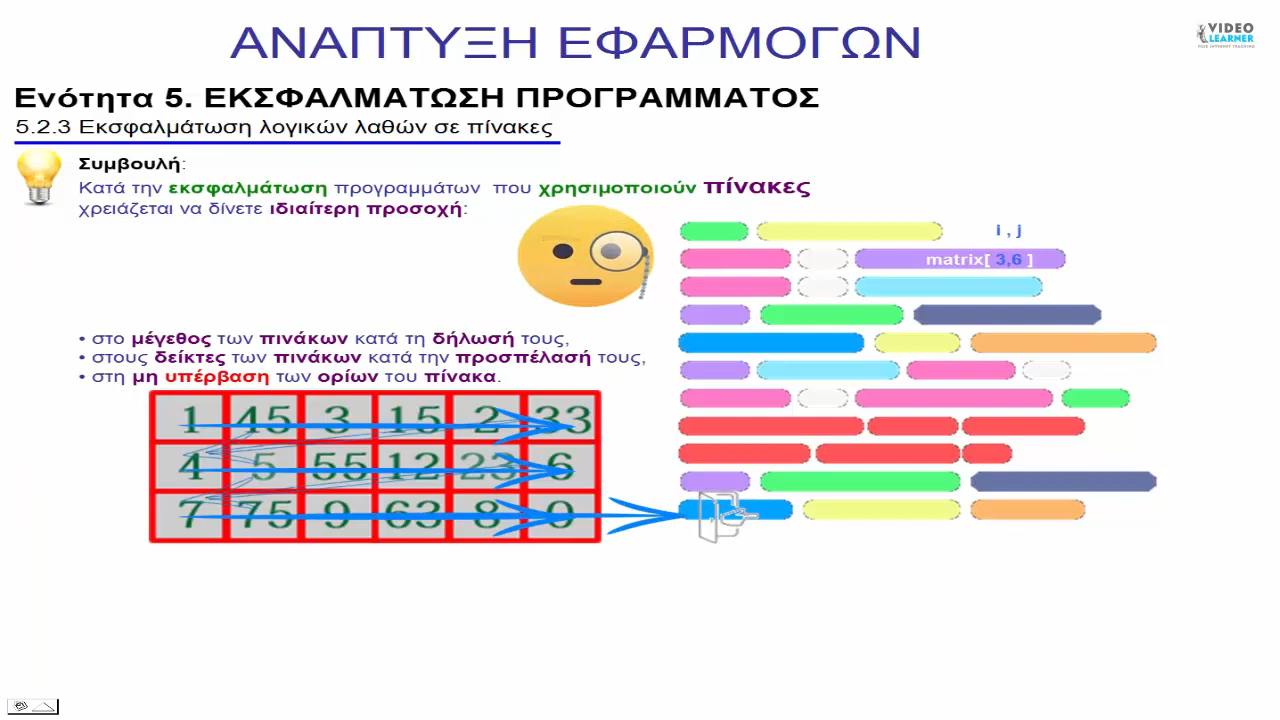 ΑΝΑΠΤΥΞΗ ΕΦΑΡΜΟΓΩΝ
VIDEO
LEARNER
Ενότητα 5. ΕΚΣΦΑΛΜΑΤΩΣΗ ΠΡΟΓΡΑΜΜΑΤΟΣ
5.2.3 Εκσφαλμάτωση λογικών λαθών σε πίνακες
Συμβουλή:
Κατά την εκσφαλμάτωση προγραμμάτων που χρησιμοποιούν πίνακες
χρειάζεται να δίνετε ιδιαίτερη προσοχή:
i , j
matrix[ 3,6 ]
• στο μέγεθος των πινάκων κατά τη δήλωσή τους,
• στους δείκτες των πινάκων κατά την προσπέλασή τους,
• στη μη υπέρβαση των ορίων του πίνακα.
1 45 3 15 2 33
4 5 55 12 23 6
7 75 9 63 8 0